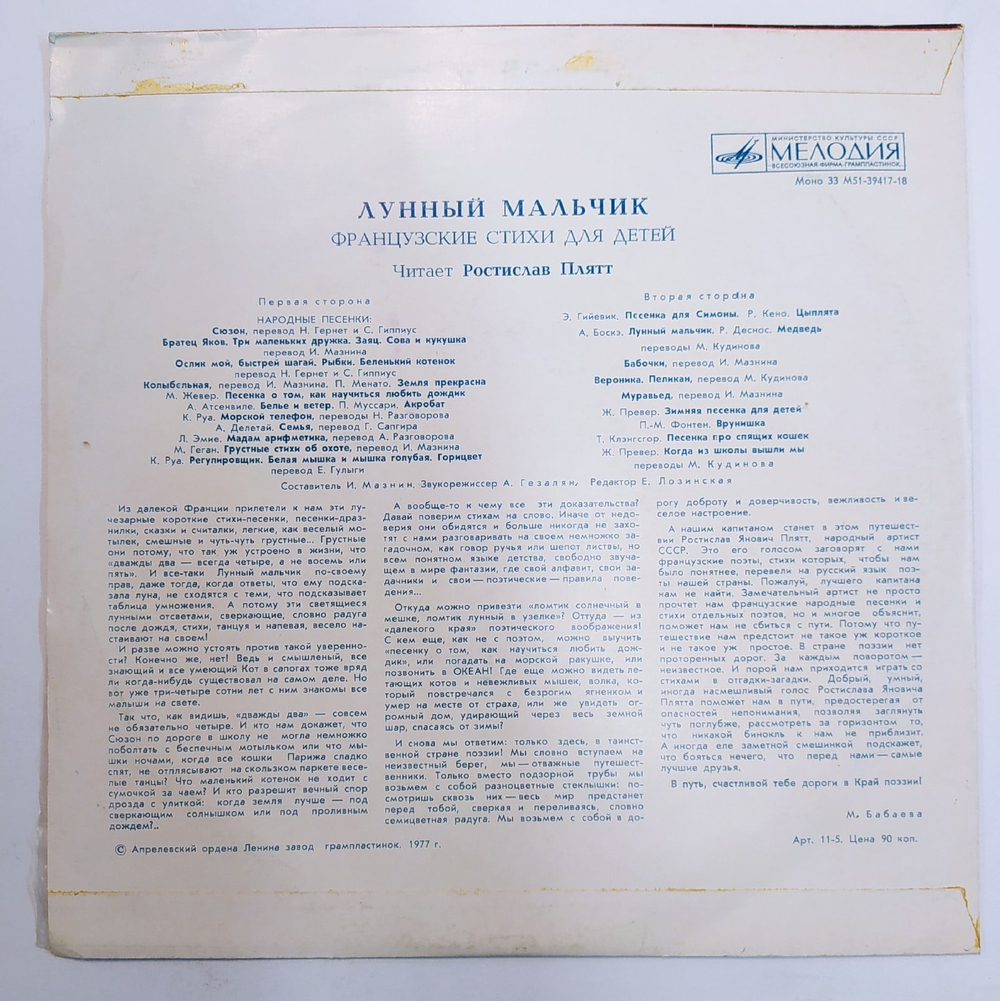 МИНИСТЕРСТВО КУЛЬТУРЫ СССР
МЕЛОДИЯ
ВСЕСОЮЗНАЯ ФИРМА ГРАМПЛАСТИНОК
Моно 33 М51-39417-18
ЛУННЫЙ МАЛЬЧИК
ФРАНЦУЗСКИЕ СТИХИ ДЛЯ ДЕТЕЙ
Читает Ростислав Плятт
Первая сторона
НАРОДНЫЕ ПЕСЕНКИ:
Сюзон, перевод Н. Гернет и С. Гиппиус
Братец Яков. Три маленьких дружка. Заяц. Сова и кукушка
перевод И. Мазнина
Ослик мой, быстрей шагай. Рыбки. Беленький котенок
перевод Н. Гернет и С. Гиппиус
Колыбельная, перевод И. Мазнина. П. Менато. Земля прекрасна
М. Жевер. Песенка о том, как научиться любить дождик
А. Атсенвиле. Белье и ветер. П. Муссари. Акробат
К. Руа. Морской телефон, переводы Н. Разговорова
А. Делетай. Семья, перевод Г. Сапгира
Л. Эмие. Мадам арифметика, перевод А. Разговорова
М. Геган. Грустные стихи об охоте, перевод И. Мазнина
К. Руа. Регулировщик. Белая мышка и мышка голубая. Горицвет
перевод Е. Гулыги
Вторая сторона
Э. Гийевик. Песенка для Симоны. Р. Кено. Цыплята
А. Боскэ. Лунный мальчик. Р. Деснос. Медведь
переводы М. Кудинова
Бабочки, перевод И. Мазнина
Вероника. Пеликан, перевод М. Кудинова
Муравьед, перевод И. Мазнина
Ж. Превер. Зимняя песенка для детей
П.-М. Фонтен. Врунишка
Т. Клэнгсор. Песенка про спящих кошек
Ж. Превер. Когда из школы вышли мы
переводы М. Кудинова
Составитель И. Мазнин. Звукорежиссер А. Гезалян. Редактор Е. Лозинская
Из далекой Франции прилетели к нам эти лу-
чезарные короткие стихи-песенки, песенки-драз-
нилки, сказки и считалки, легкие, как веселый мо-
тылек, смешные и чуть-чуть грустные... Грустные
они потому, что так уж устроено в жизни, что
«дважды два — всегда четыре, а не восемь или
пять». И все-таки Лунный мальчик по-своему
прав, даже тогда, когда ответы, что ему подска-
зала луна, не сходятся с теми, что подсказывает
таблица умножения. А потому эти светящиеся
лунными отсветами, сверкающие, словно радуга
после дождя, стихи, танцуя и напевая, весело на-
стаивают на своем!
И разве можно устоять против такой уверенно-
сти? Конечно же, нет! Ведь и смышленый, все
знающий и все умеющий Кот в сапогах тоже вряд
ли когда-нибудь существовал на самом деле. Но
вот уже три-четыре сотни лет с ним знакомы все
малыши на свете.
Так что, как видишь, «дважды два» — совсем
не обязательно четыре. И кто нам докажет, что
Сюзон по дороге в школу не могла немножко
поболтать с беспечным мотыльком или что мы-
шки ночами, когда все кошки Парижа сладко
спят, не отплясывают на скользком паркете весе-
лые танцы? Что маленький котенок не ходит с
сумочкой за чаем? И кто разрешит вечный спор
дрозда с улиткой: когда земля лучше — под
сверкающим солнышком или под проливным
дождем?..
А вообще-то к чему все эти доказательства?
Давай поверим стихам на слово. Иначе от недо-
верия они обидятся и больше никогда не захо-
тят с нами разговаривать на своем немножко за-
гадочном, как говор ручья или шепот листвы, но
всем понятном языке детства, свободно звуча-
щем в мире фантазии, где свой алфавит, свои за-
дачники и свои — поэтические — правила пове-
дения...
Откуда можно привезти «ломтик солнечный в
мешке, ломтик лунный в узелке»? Оттуда — из
«далекого края» поэтического воображения!
С кем еще, как не с поэтом, можно выучить
«песенку о том, как научиться любить дож-
дик», или погадать на морской ракушке, или
позвонить в ОКЕАН! Где еще можно видеть ле-
тающих котов и невежливых мышек, волка, ко-
торый повстречался с безрогим ягненком и
умер на месте от страха, или же увидеть ог-
ромный дом, удирающий через весь земной
шар, спасаясь от зимы?
И снова мы ответим: только здесь, в таинст-
венной стране поэзии! Мы словно вступаем на
неизвестный берег, мы — отважные путешест-
венники. Только вместо подзорной трубы мы
возьмем с собой разноцветные стеклышки: по-
смотришь сквозь них — весь мир предстанет
перед тобой, сверкая и переливаясь, словно
семицветная радуга. Мы возьмем с собой в до-
рогу доброту и доверчивость, вежливость и ве-
селое настроение.
А нашим капитаном станет в этом путешест-
вии Ростислав Янович Плятт, народный артист
СССР. Это его голосом заговорят с нами
французские поэты, стихи которых, чтобы нам
было понятнее, перевели на русский язык поэ-
ты нашей страны. Пожалуй, лучшего капитана
нам не найти. Замечательный артист не просто
прочтет нам французские народные песенки и
стихи отдельных поэтов, но и многое объяснит,
поможет нам не сбиться с пути. Потому что пу-
тешествие нам предстоит не такое уж короткое
и не такое уж простое. В стране поэзии нет
проторенных дорог. За каждым поворотом —
неизвестное. И порой нам приходится играть со
стихами в отгадки-загадки. Добрый, умный,
иногда насмешливый голос Ростислава Яновича
Плятта поможет нам в пути, предостерегая от
опасностей непонимания, позволяя заглянуть
чуть поглубже, рассмотреть за горизонтом то,
что никакой бинокль к нам не приблизит.
А иногда еле заметной смешинкой подскажет,
что бояться нечего, что перед нами — самые
лучшие друзья.
В путь, счастливой тебе дороги в Край поэзии!
М. Бабаева
© Апрелевский ордена Ленина завод грампластинок. 1977 г.
Арт. 11-5. Цена 90 коп.